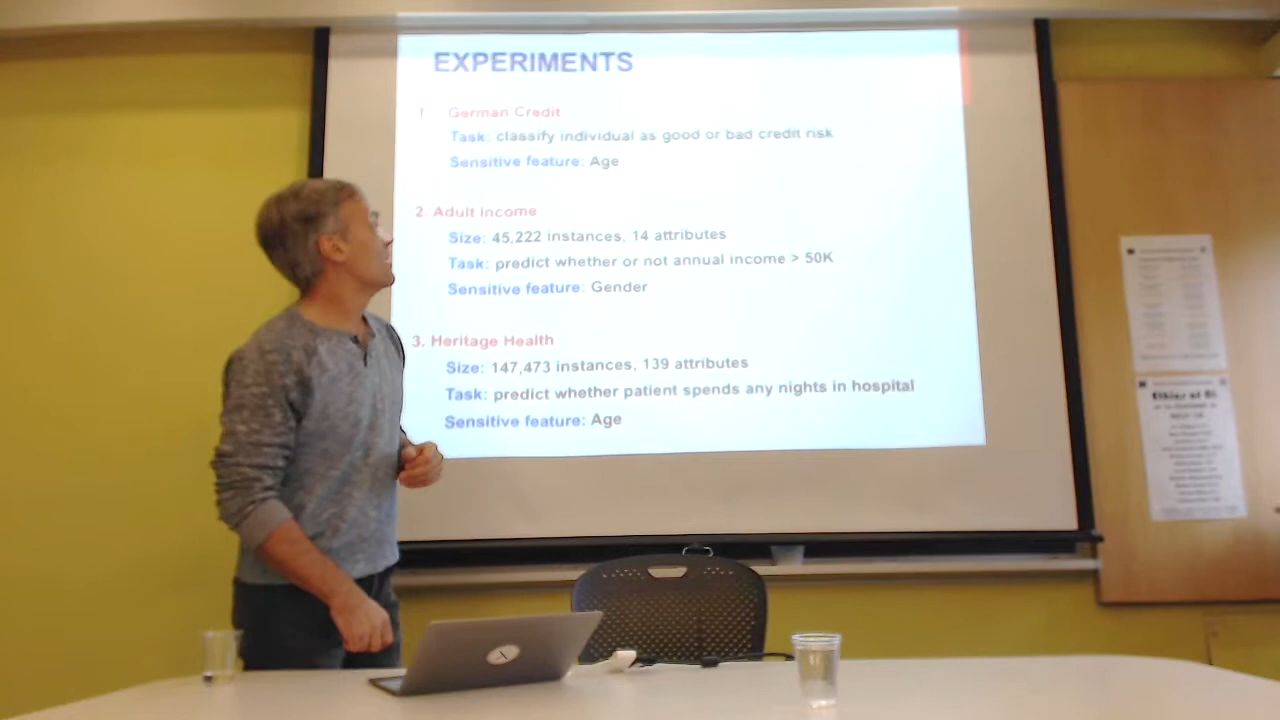 EXPERIMENTS
1. German Credit
Task: classify individual as good or bad credit risk
Sensitive feature: Age
2. Adult Income
Size: 45,222 instances, 14 attributes
Task: predict whether or not annual income > 50K
Sensitive feature: Gender
3. Heritage Health
Size: 147,473 instances, 139 attributes
Task: predict whether patient spends any nights in hospital
Sensitive feature: Age
Ethics of AI